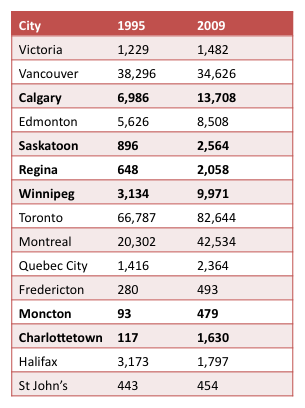 City 1995 2009
Victoria 1,229 1,482
Vancouver 38,296 34,626
Calgary 6,986 13,708
Edmonton 5,626 8,508
Saskatoon 896 2,564
Regina 648 2,058
Winnipeg 3,134 9,971
Toronto 66,787 82,644
Montreal 20,302 42,534
Quebec City 1,416 2,364
Fredericton 280 493
Moncton 93 479
Charlottetown 117 1,630
Halifax 3,173 1,797
St John’s 443 454